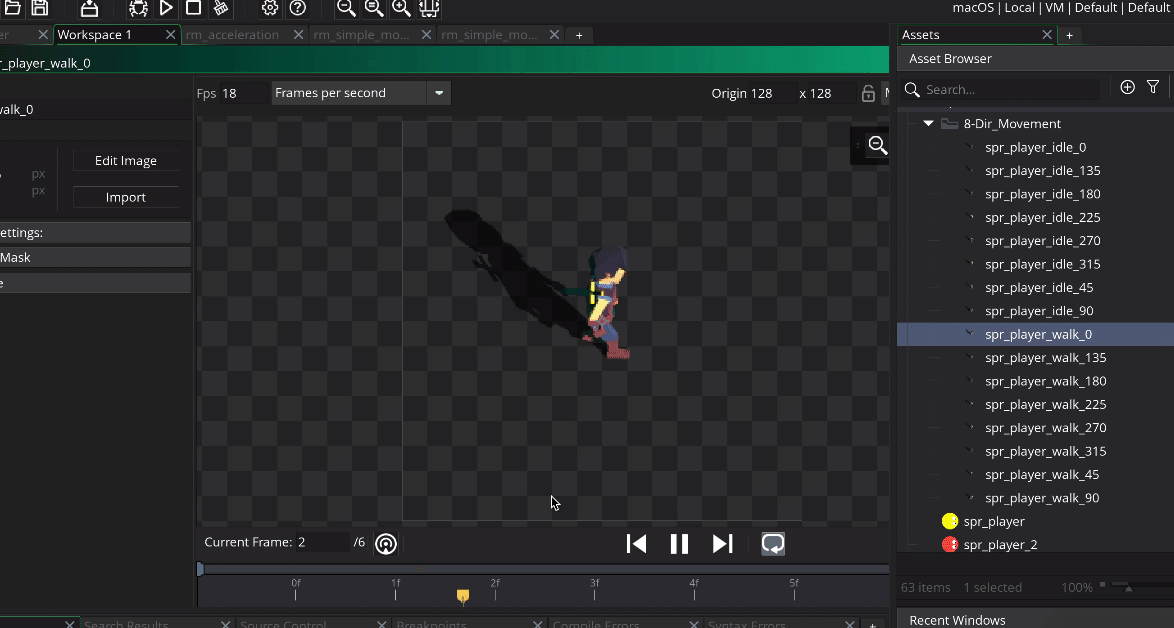 macOS | Local | VM | Default | Default
er Workspace 1 rm_acceleration rm_simple_mo... rm_simple_mo... +
Assets +
r_player_walk_0
Asset Browser
Fps 18 Frames per second Origin 128 x 128
Search...
walk_0
8-Dir_Movement
spr_player_idle_0
Edit Image
px
px
Import
spr_player_idle_135
spr_player_idle_180
spr_player_idle_225
ettings:
spr_player_idle_270
Mask
spr_player_idle_315
e
spr_player_idle_45
spr_player_idle_90
spr_player_walk_0
spr_player_walk_135
spr_player_walk_180
spr_player_walk_225
spr_player_walk_270
spr_player_walk_315
spr_player_walk_45
spr_player_walk_90
spr_player
spr_player_2
Current Frame: 2 /6
0f 1f 2f 3f 4f 5f
63 items 1 selected 100%
Search Results Source Control Breakpoints Compile Errors Syntax Errors +
Recent Windows